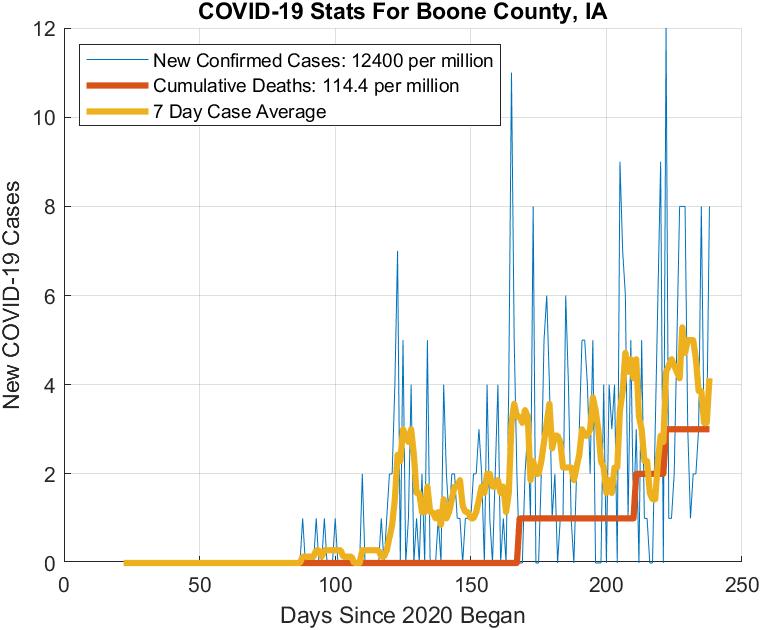 COVID-19 Stats For Boone County, IA
New Confirmed Cases: 12400 per million
Cumulative Deaths: 114.4 per million
7 Day Case Average
New COVID-19 Cases
12
10
8
6
4
2
0
0 50 100 150 200 250
Days Since 2020 Began